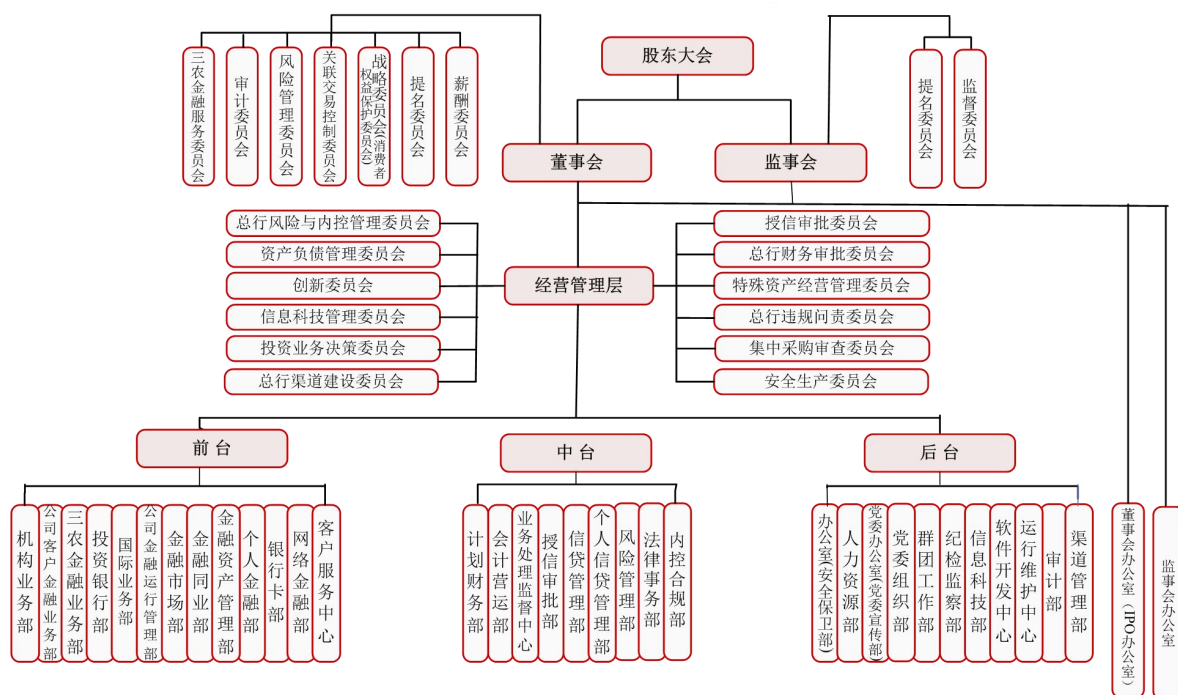 股东大会
三农金融服务委员会
审计委员会
风险管理委员会
关联交易控制委员会
战略委员会(消费者
权益保护委员会)
提名委员会
薪酬委员会
提名委员会
监督委员会
董事会
监事会
总行风险与内控管理委员会
资产负债管理委员会
创新委员会
信息科技管理委员会
投资业务决策委员会
总行渠道建设委员会
经营管理层
授信审批委员会
总行财务审批委员会
特殊资产经营管理委员会
总行违规问责委员会
集中采购审查委员会
安全生产委员会
前台
中台
后台
机构业务部
公司客户金融业务部
三农金融业务部
投资银行部
国际业务部
公司金融运行管理部
金融市场部
金融同业部
金融资产管理部
个人金融部
银行卡部
网络金融部
客户服务中心
计划财务部
会计营运部
业务处理监督中心
授信审批部
信贷管理部
个人信贷管理部
风险管理部
法律事务部
内控合规部
办公室(安全保卫部)
人力资源部
党委办公室(党委宣传部)
党委组织部
群团工作部
纪检监察部
信息科技部
软件开发中心
运行维护中心
审计部
渠道管理部
董事会办公室（IPO办公室）
监事会办公室